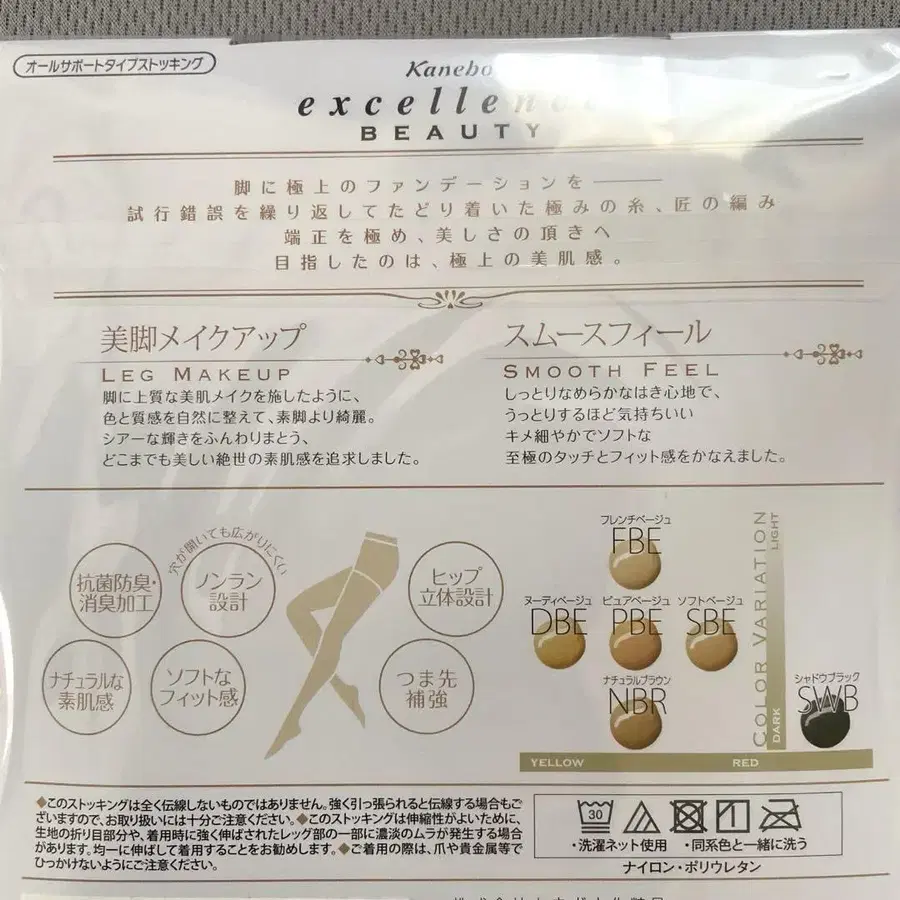 オールサポートタイプストッキング
Kanebo
excellence
BEAUTY
脚に極上のファンデーションを
試行錯誤を繰り返してたどり着いた極みの糸、匠の編み
端正を極め、美しさの頂きへ
目指したのは、極上の美肌感。
美脚メイクアップ
LEG MAKEUP
脚に上質な美肌メイクを施したように、
色と質感を自然に整えて、素脚より綺麗。
シアーな輝きをふんわりまとう、
どこまでも美しい絶世の素肌感を追求しました。
スムースフィール
SMOOTH FEEL
しっとりなめらかなはき心地で、
うっとりするほど気持ちいい
キメ細やかでソフトな
至極のタッチとフィット感をかなえました。
抗菌防臭・
消臭加工
穴が開いても広がりにくい
ノンラン
設計
ナチュラルな
素肌感
ソフトな
フィット感
ヒップ
立体設計
つま先
補強
フレンチベージュ
FBE
ヌーディベージュ
DBE
ピュアベージュ
PBE
ソフトベージュ
SBE
ナチュラルブラウン
NBR
シャドウブラック
SWB
COLOR VARIATION
LIGHT
DARK
YELLOW
RED
◆このストッキングは全く伝線しないものではありません。強く引っ張られると伝線する場合もご
ざいますので、お取り扱いには十分ご注意ください。◆このストッキングは伸縮性がよいために、
生地の折り目部分や、着用時に強く伸ばされたレッグ部の一部に濃淡のムラが発生する場合
があります。均一に伸ばして着用することをお勧めします。◆ご着用の際は、爪や貴金属等で
ひっかけないようにご注意ください。
30
・洗濯ネット使用 ・同系色と一緒に洗う
ナイロン・ポリウレタン